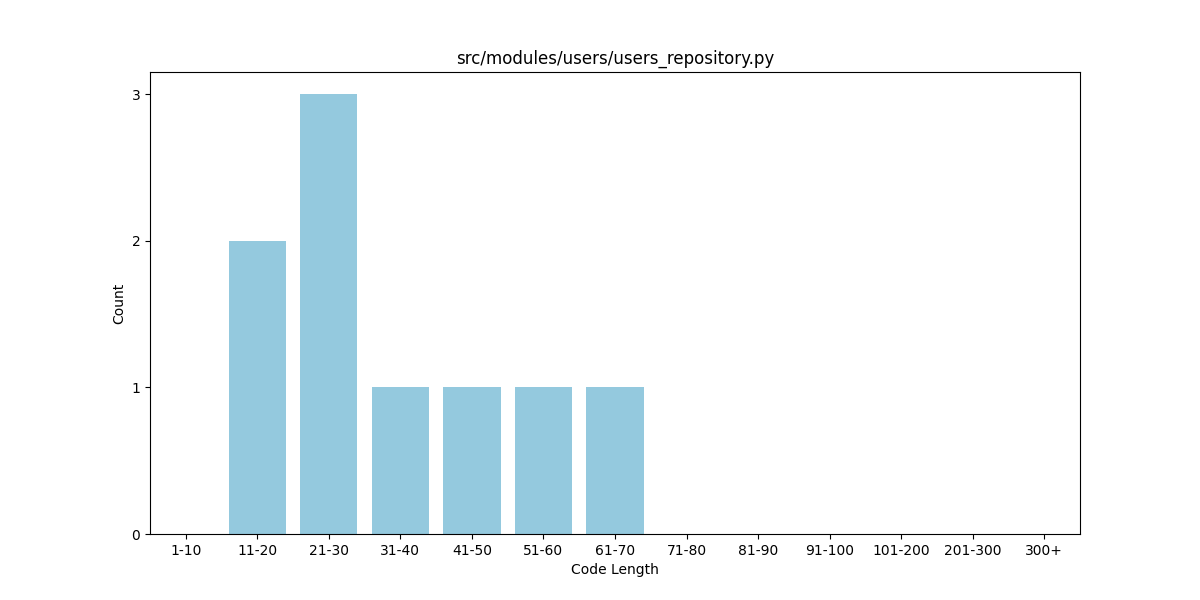 src/modules/users/users_repository.py
3
2
1
0
Count
1-10 11-20 21-30 31-40 41-50 51-60 61-70 71-80 81-90 91-100 101-200 201-300 300+
Code Length